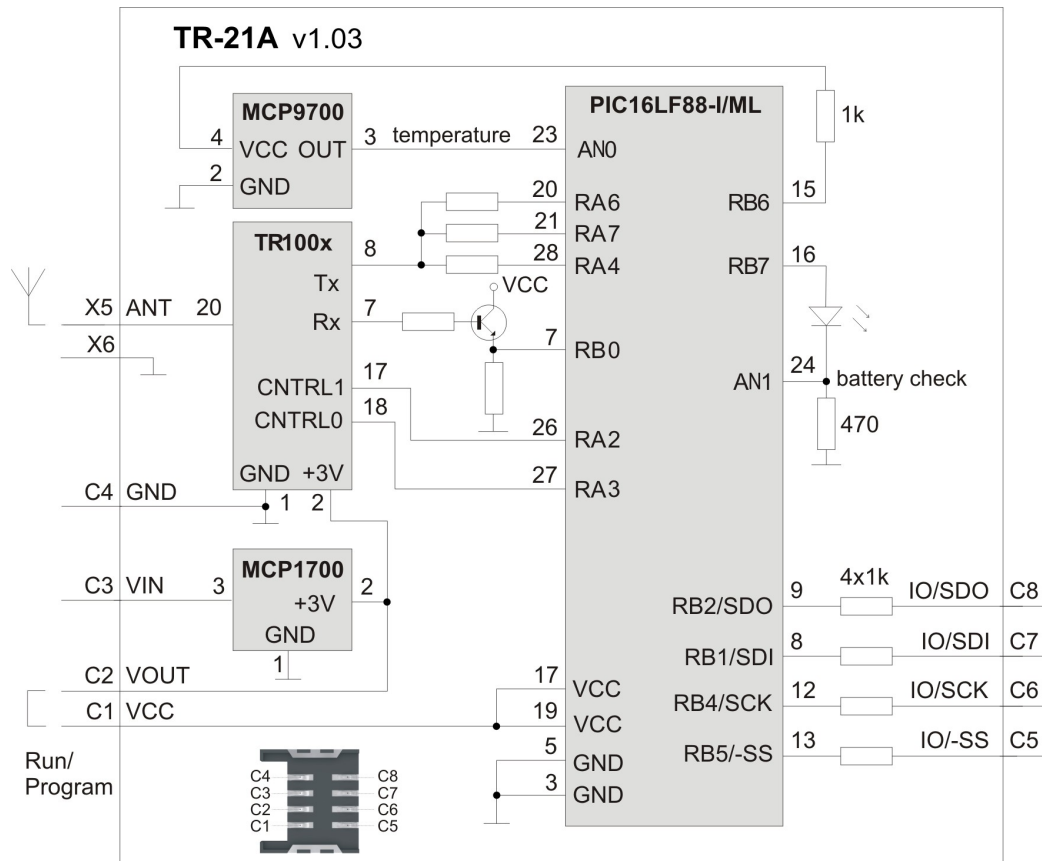 TR-21A v1.03
MCP9700
4 VCC OUT 3 temperature 23 AN0
2 GND
PIC16LF88-I/ML
1k
20 RA6
21 RA7
28 RA4
RB6 15
RB7 16
TR100x
8
Tx
Rx 7
VCC
X5 ANT 20
X6
7 RB0
AN1 24 battery check
470
CNTRL1 17
CNTRL0 18
26 RA2
27 RA3
GND +3V
1 2
C4 GND
MCP1700
C3 VIN 3 +3V 2
GND
1
C2 VOUT
C1 VCC
Run/
Program
17 VCC
19 VCC
5 GND
3 GND
4x1k
RB2/SDO 9 IO/SDO C8
RB1/SDI 8 IO/SDI C7
RB4/SCK 12 IO/SCK C6
RB5/-SS 13 IO/-SS C5
C4 C8
C3 C7
C2 C6
C1 C5